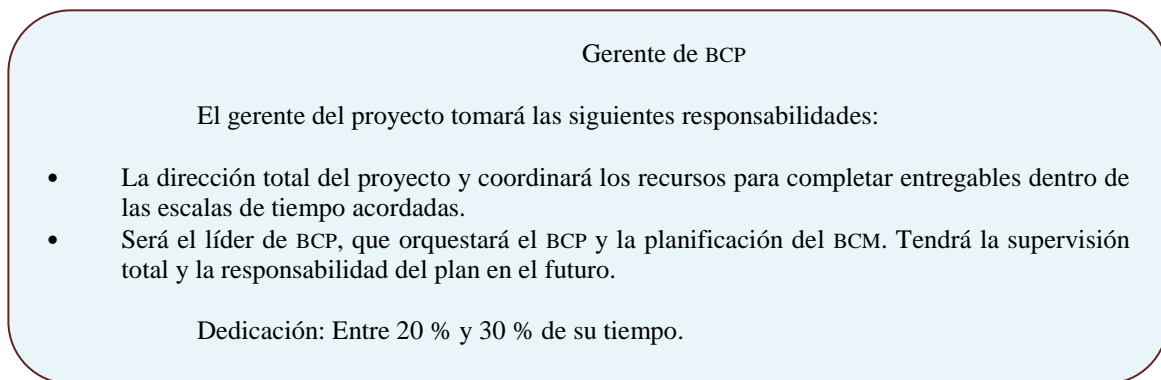 Gerente de BCP
El gerente del proyecto tomará las siguientes responsabilidades:
• La dirección total del proyecto y coordinará los recursos para completar entregables dentro de
las escalas de tiempo acordadas.
• Será el líder de BCP, que orquestará el BCP y la planificación del BCM. Tendrá la supervisión
total y la responsabilidad del plan en el futuro.
Dedicación: Entre 20 % y 30 % de su tiempo.